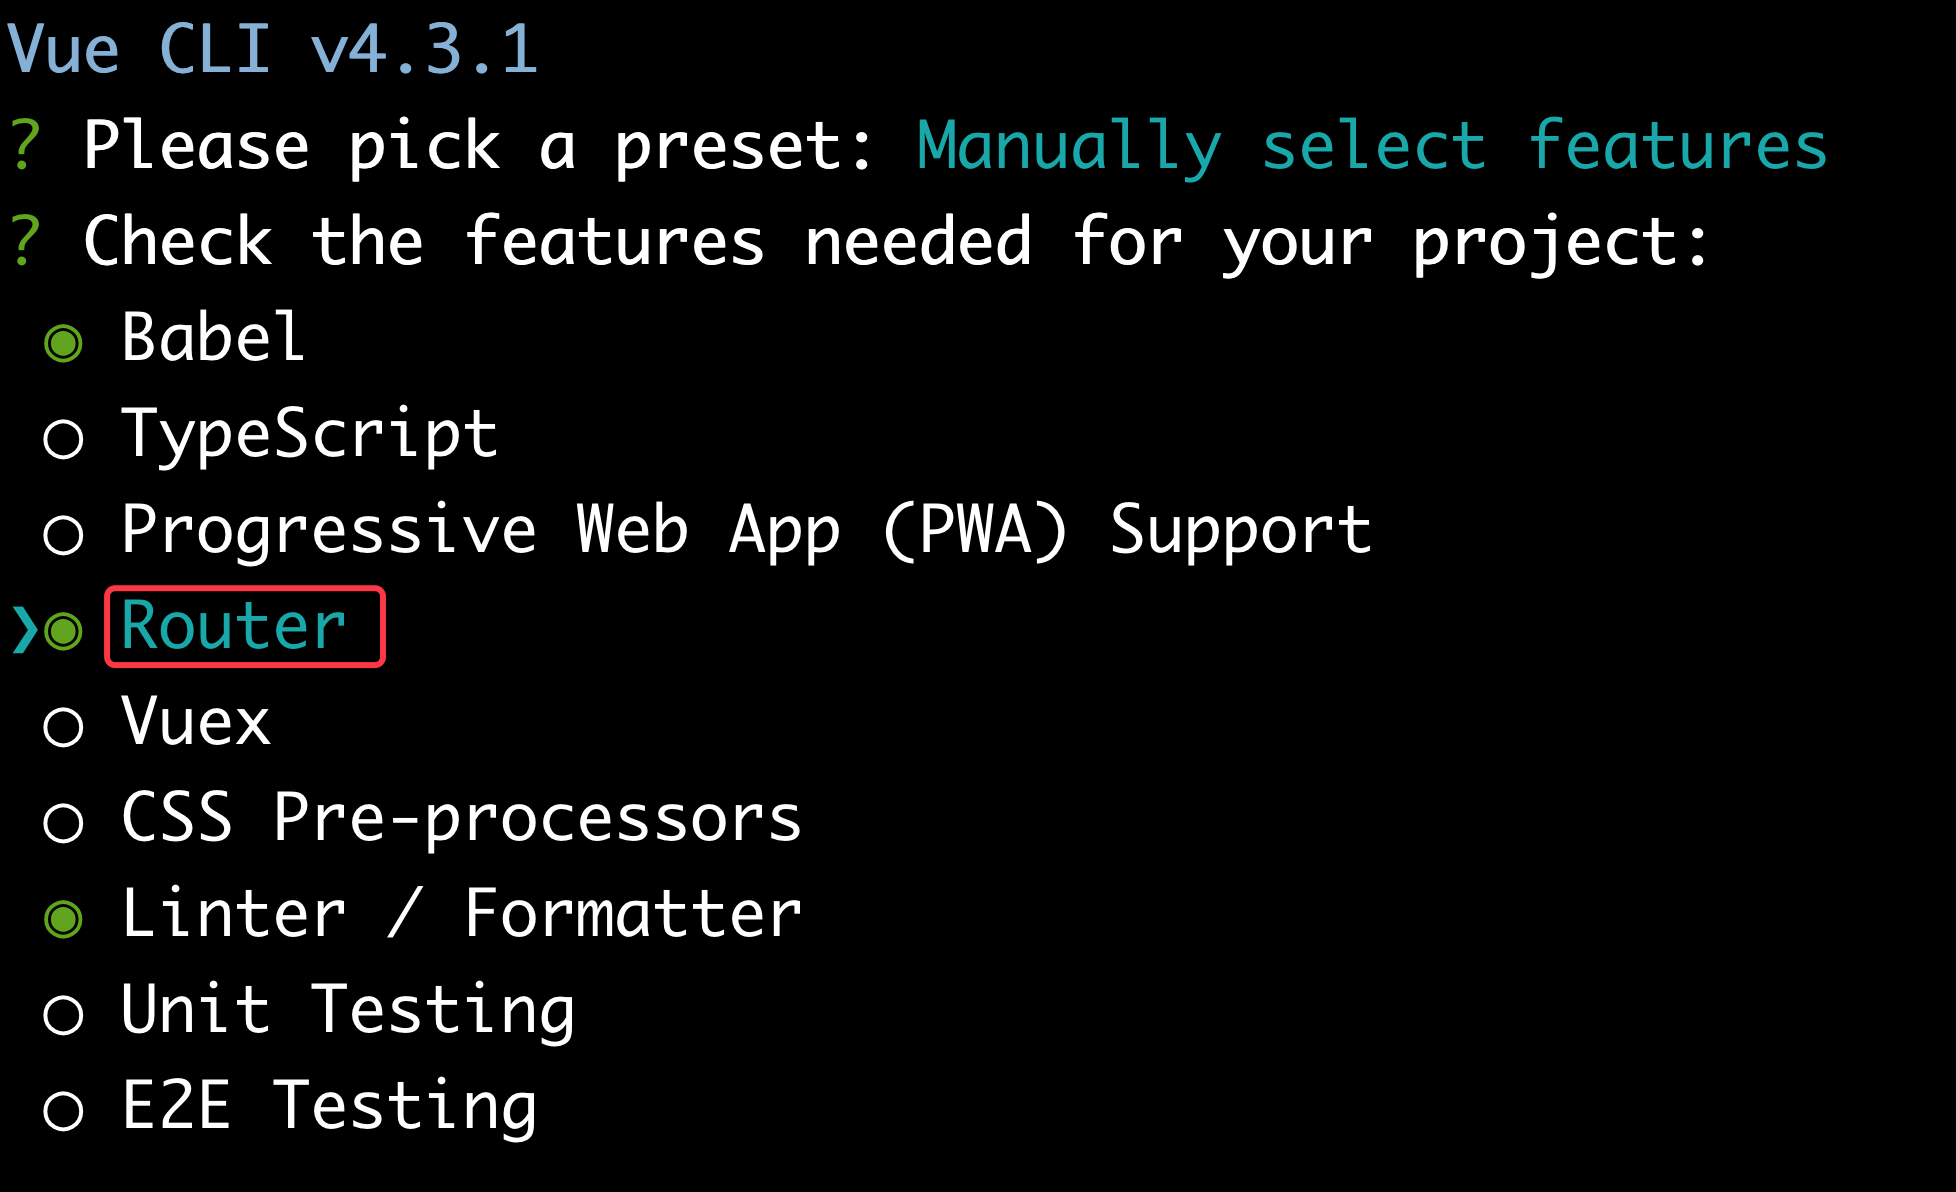 Vue CLI v4.3.1
? Please pick a preset: Manually select features
? Check the features needed for your project:
◉ Babel
◯ TypeScript
◯ Progressive Web App (PWA) Support
❯◉ Router
◯ Vuex
◯ CSS Pre-processors
◉ Linter / Formatter
◯ Unit Testing
◯ E2E Testing